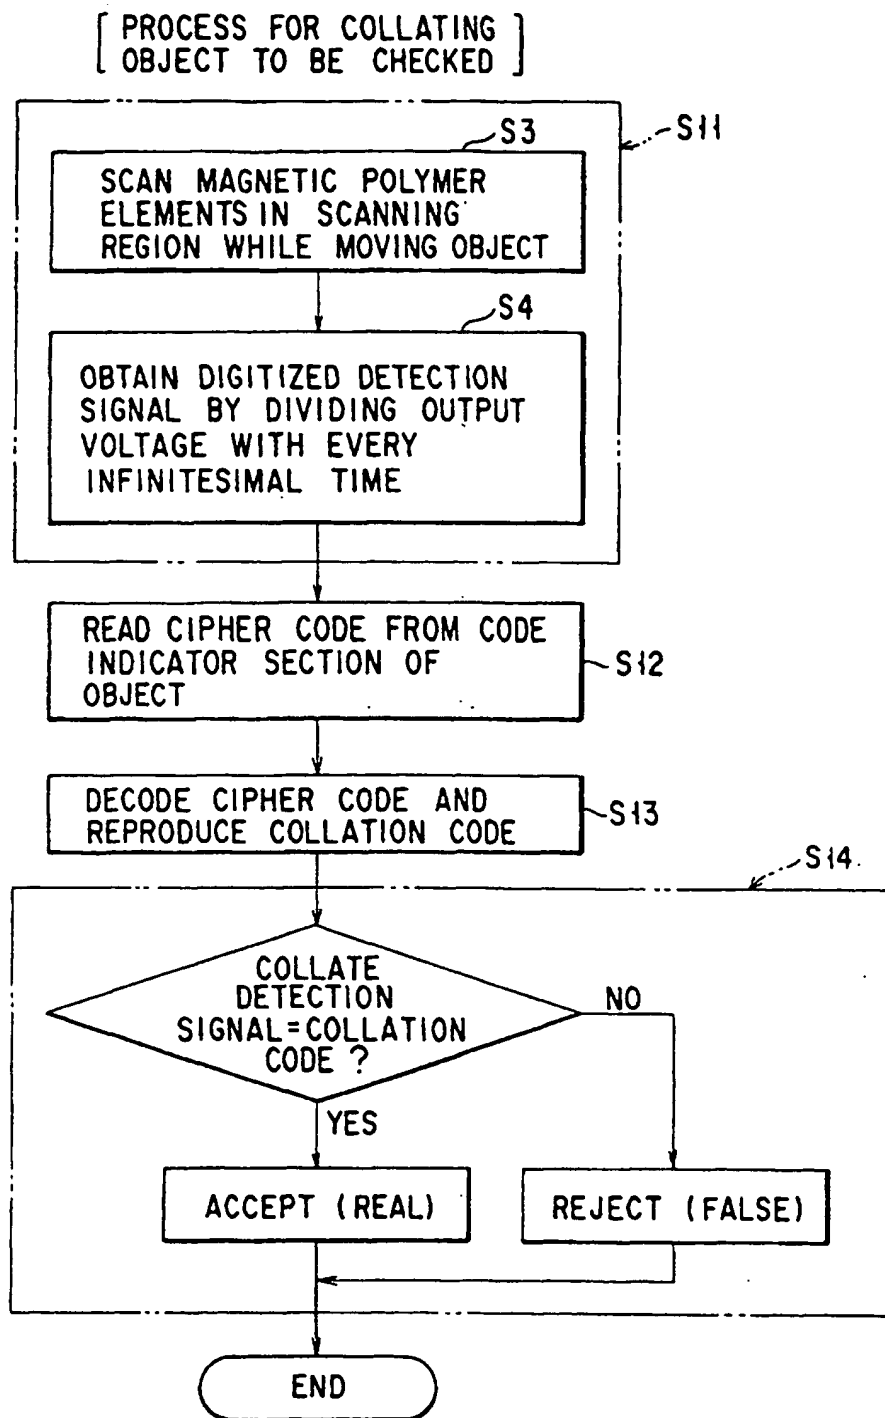 [ PROCESS FOR COLLATING
OBJECT TO BE CHECKED ]
S11
S3
SCAN MAGNETIC POLYMER
ELEMENTS IN SCANNING
REGION WHILE MOVING OBJECT
S4
OBTAIN DIGITIZED DETECTION
SIGNAL BY DIVIDING OUTPUT
VOLTAGE WITH EVERY
INFINITESIMAL TIME
READ CIPHER CODE FROM CODE
INDICATOR SECTION OF
OBJECT
S12
DECODE CIPHER CODE AND
REPRODUCE COLLATION CODE
S13
S14
COLLATE
DETECTION
SIGNAL=COLLATION
CODE ?
NO
YES
ACCEPT (REAL)
REJECT (FALSE)
END